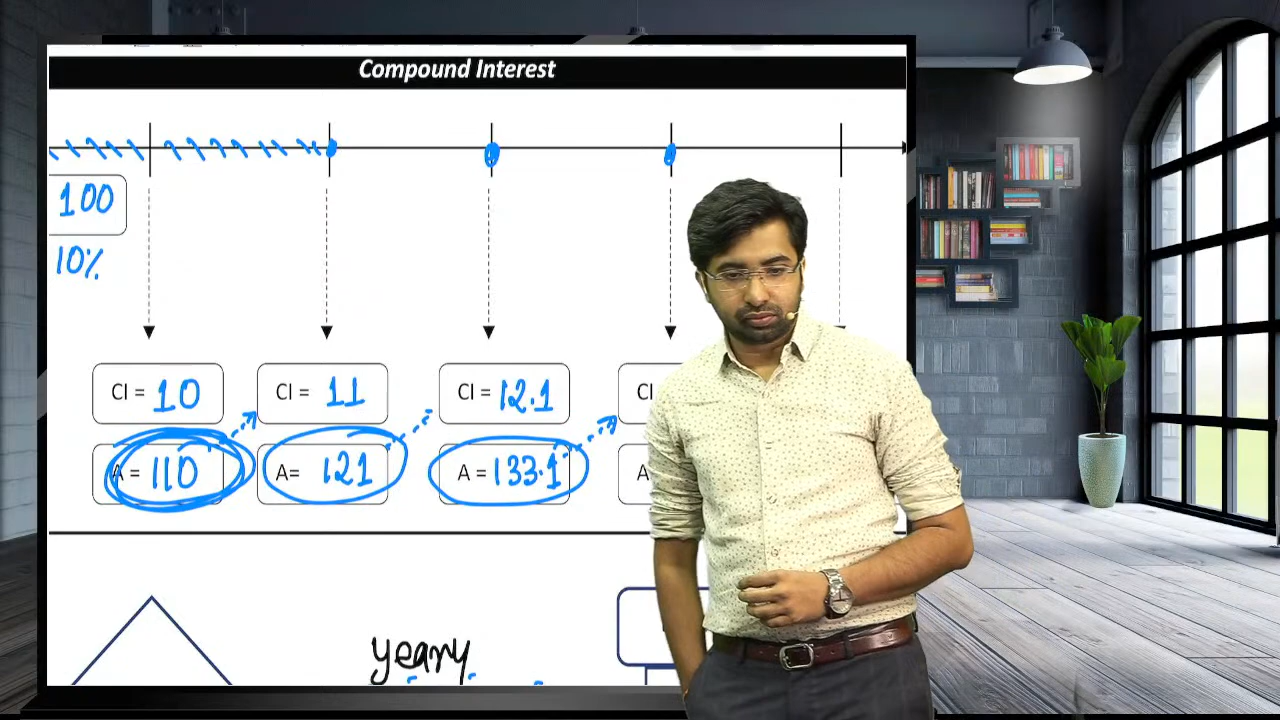 Compound Interest
100
10%
CI = 10
CI = 11
CI = 12.1
CI
A = 110
A= 121
A = 133.1
A
yeary